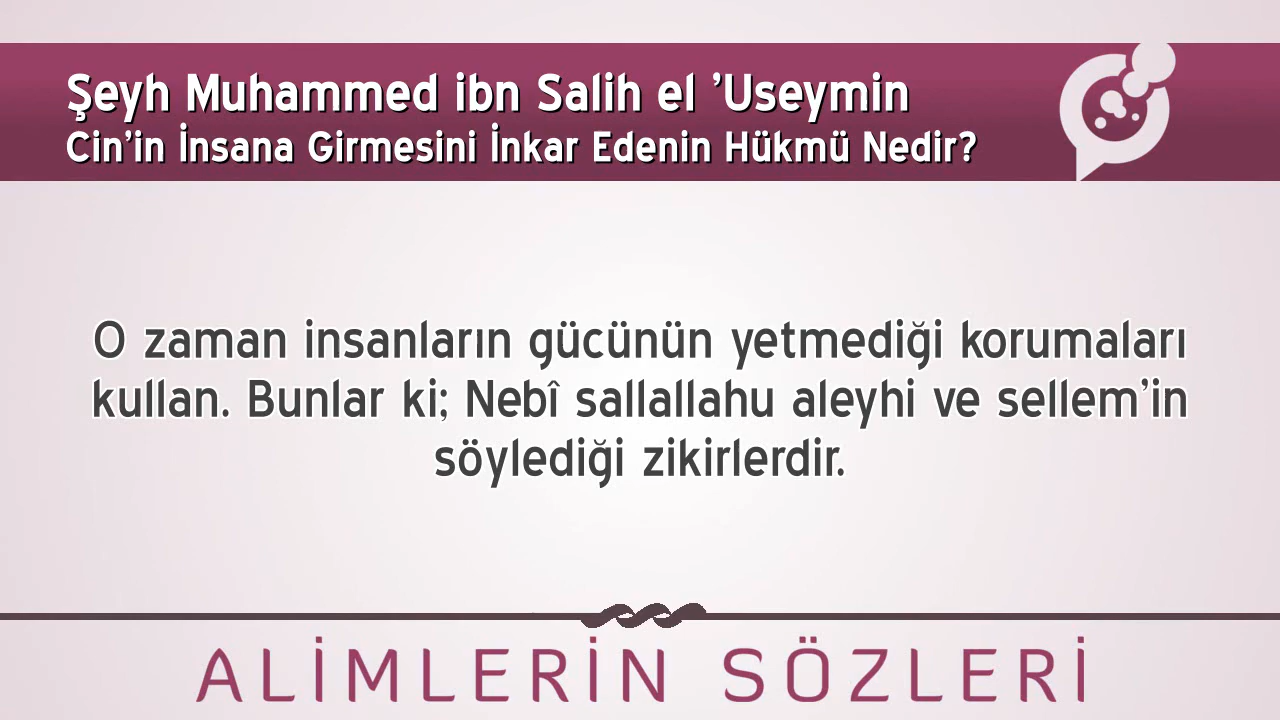 Şeyh Muhammed ibn Salih el ’Useymin
Cin’in İnsana Girmesini İnkar Edenin Hükmü Nedir?
O zaman insanların gücünün yetmediği korumaları
kullan. Bunlar ki; Nebî sallallahu aleyhi ve sellem’in
söylediği zikirlerdir.
ALİMLERİN SÖZLERİ